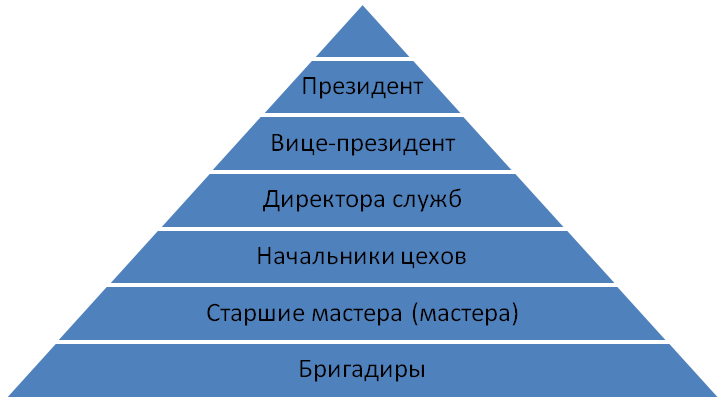 Президент
Вице-президент
Директора служб
Начальники цехов
Старшие мастера (мастера)
Бригадиры